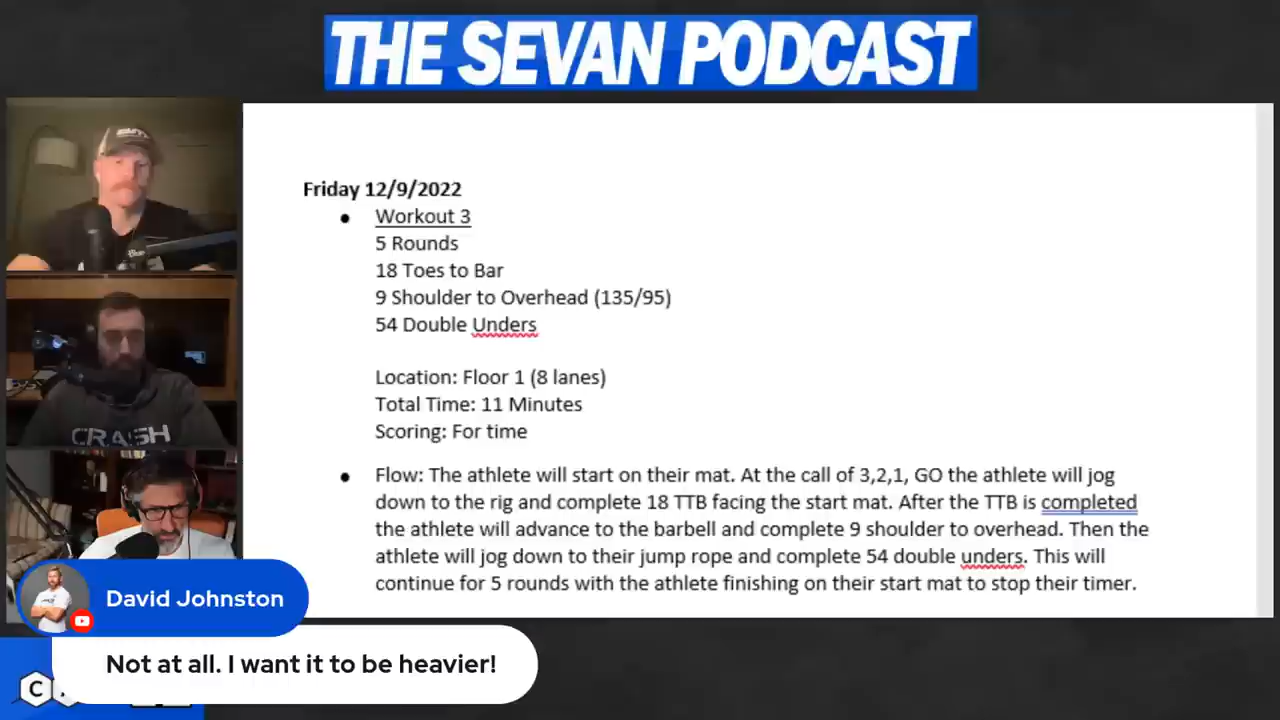 THE SEVAN PODCAST
Friday 12/9/2022
Workout 3
5 Rounds
18 Toes to Bar
9 Shoulder to Overhead (135/95)
54 Double Unders
Location: Floor 1 (8 lanes)
Total Time: 11 Minutes
Scoring: For time
Flow: The athlete will start on their mat. At the call of 3,2,1, GO the athlete will jog
down to the rig and complete 18 TTB facing the start mat. After the TTB is completed
the athlete will advance to the barbell and complete 9 shoulder to overhead. Then the
athlete will jog down to their jump rope and complete 54 double unders. This will
continue for 5 rounds with the athlete finishing on their start mat to stop their timer.
CRASH
David Johnston
Not at all. I want it to be heavier!
C